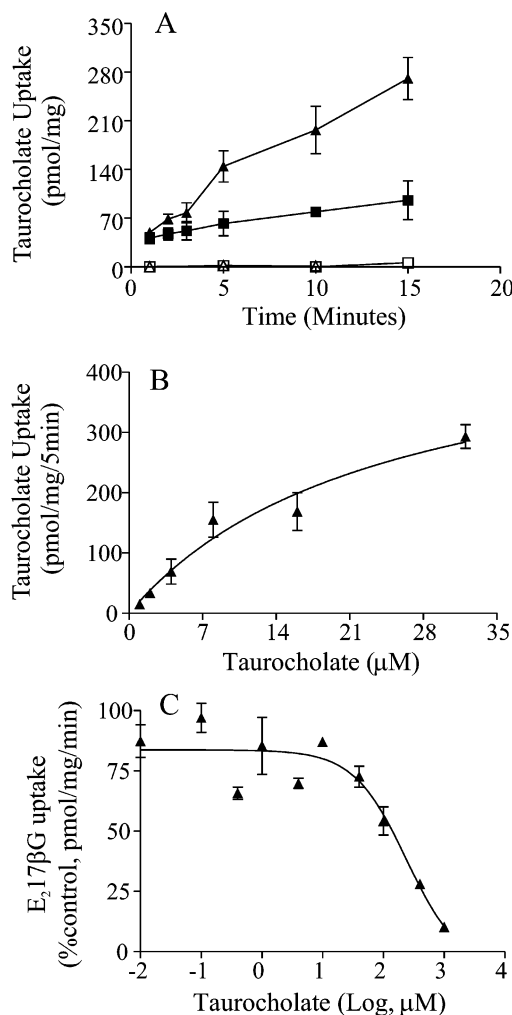 A
Taurocholate Uptake
(pmol/mg)
350
280
210
140
70
0
0 5 10 15 20
Time (Minutes)
B
Taurocholate Uptake
(pmol/mg/5min)
400
300
200
100
0
0 7 14 21 28 35
Taurocholate (μM)
C
E₂17βG uptake
(%control, pmol/mg/min)
100
75
50
25
0
-2 -1 0 1 2 3 4
Taurocholate (Log, μM)